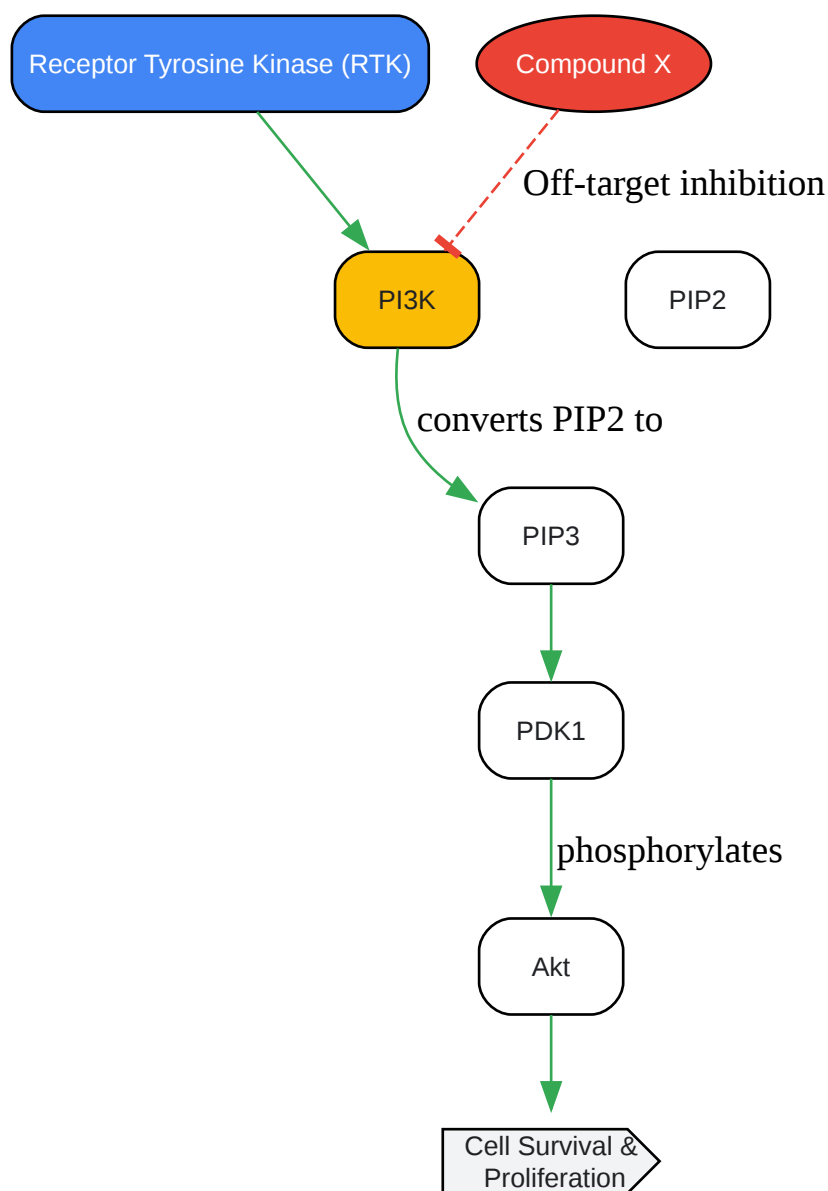 Receptor Tyrosine Kinase (RTK)
Compound X
Off-target inhibition
PI3K
PIP2
converts PIP2 to
PIP3
PDK1
phosphorylates
Akt
Cell Survival &
Proliferation